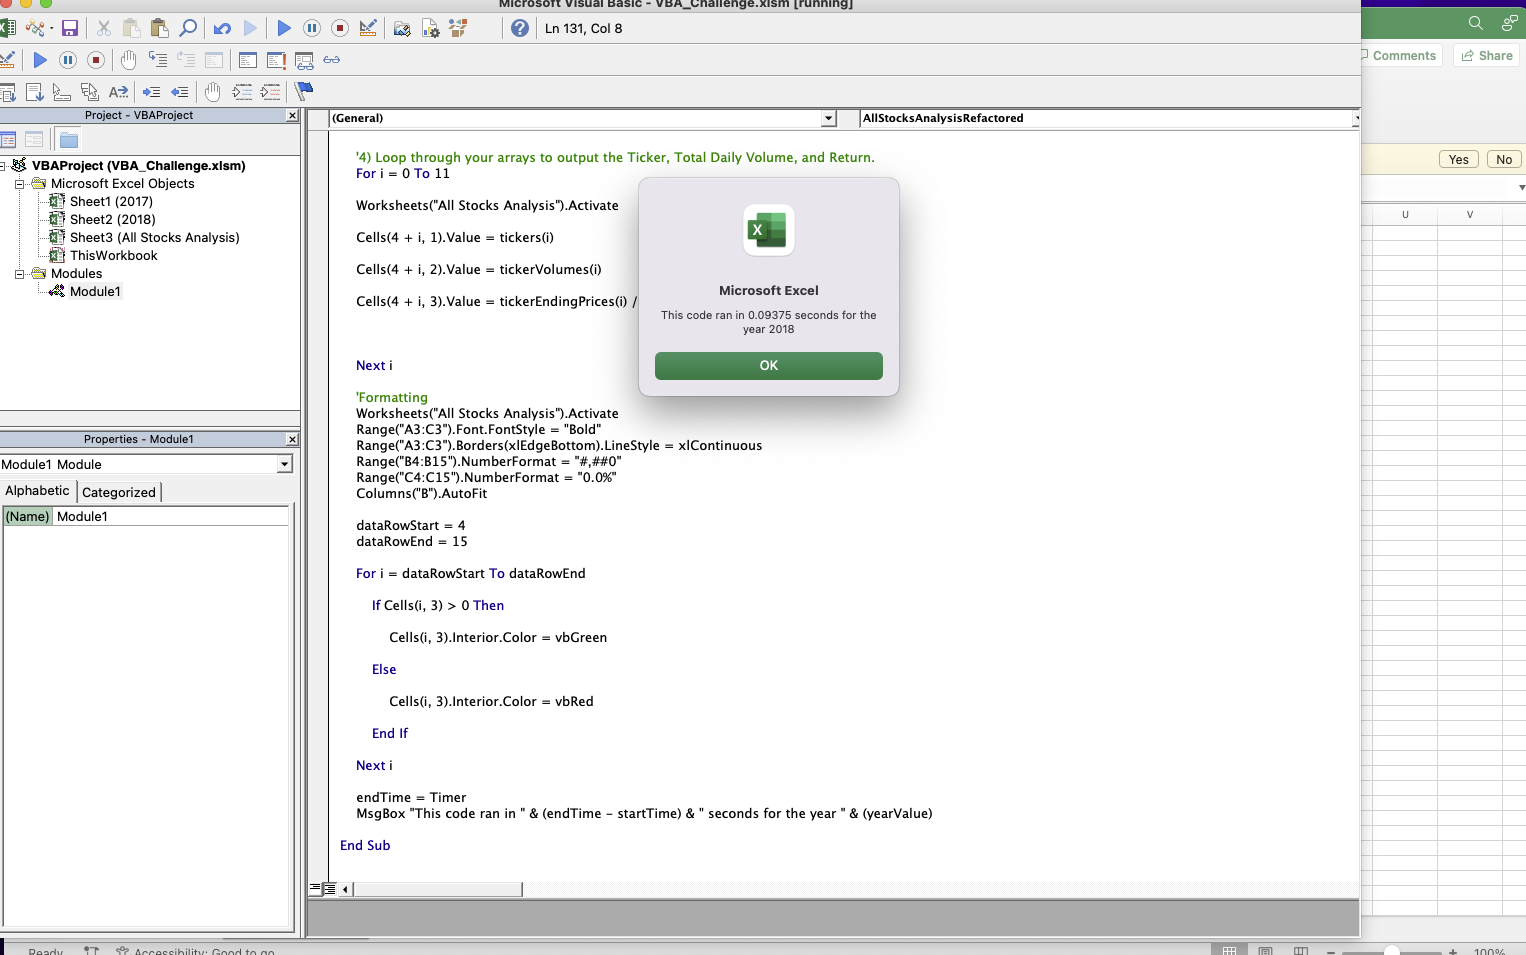 Microsoft Visual Basic - VBA_Challenge.xlsm [running]
Ln 131, Col 8
Comments
Share
Project - VBAProject
(General)
AllStocksAnalysisRefactored
VBAProject (VBA_Challenge.xlsm)
Microsoft Excel Objects
Sheet1 (2017)
Sheet2 (2018)
Sheet3 (All Stocks Analysis)
ThisWorkbook
Modules
Module1
Properties - Module1
Module1 Module
Alphabetic
Categorized
(Name)
Module1
'4) Loop through your arrays to output the Ticker, Total Daily Volume, and Return.
For i = 0 To 11
Worksheets("All Stocks Analysis").Activate
Cells(4 + i, 1).Value = tickers(i)
Cells(4 + i, 2).Value = tickerVolumes(i)
Cells(4 + i, 3).Value = tickerEndingPrices(i) /
Next i
'Formatting
Worksheets("All Stocks Analysis").Activate
Range("A3:C3").Font.FontStyle = "Bold"
Range("A3:C3").Borders(xlEdgeBottom).LineStyle = xlContinuous
Range("B4:B15").NumberFormat = "#,##0"
Range("C4:C15").NumberFormat = "0.0%"
Columns("B").AutoFit
dataRowStart = 4
dataRowEnd = 15
For i = dataRowStart To dataRowEnd
If Cells(i, 3) > 0 Then
Cells(i, 3).Interior.Color = vbGreen
Else
Cells(i, 3).Interior.Color = vbRed
End If
Next i
endTime = Timer
MsgBox "This code ran in " & (endTime - startTime) & " seconds for the year " & (yearValue)
End Sub
Microsoft Excel
This code ran in 0.09375 seconds for the
year 2018
OK
Yes
No
U
V
Ready
Accessibility: Good to go
100%